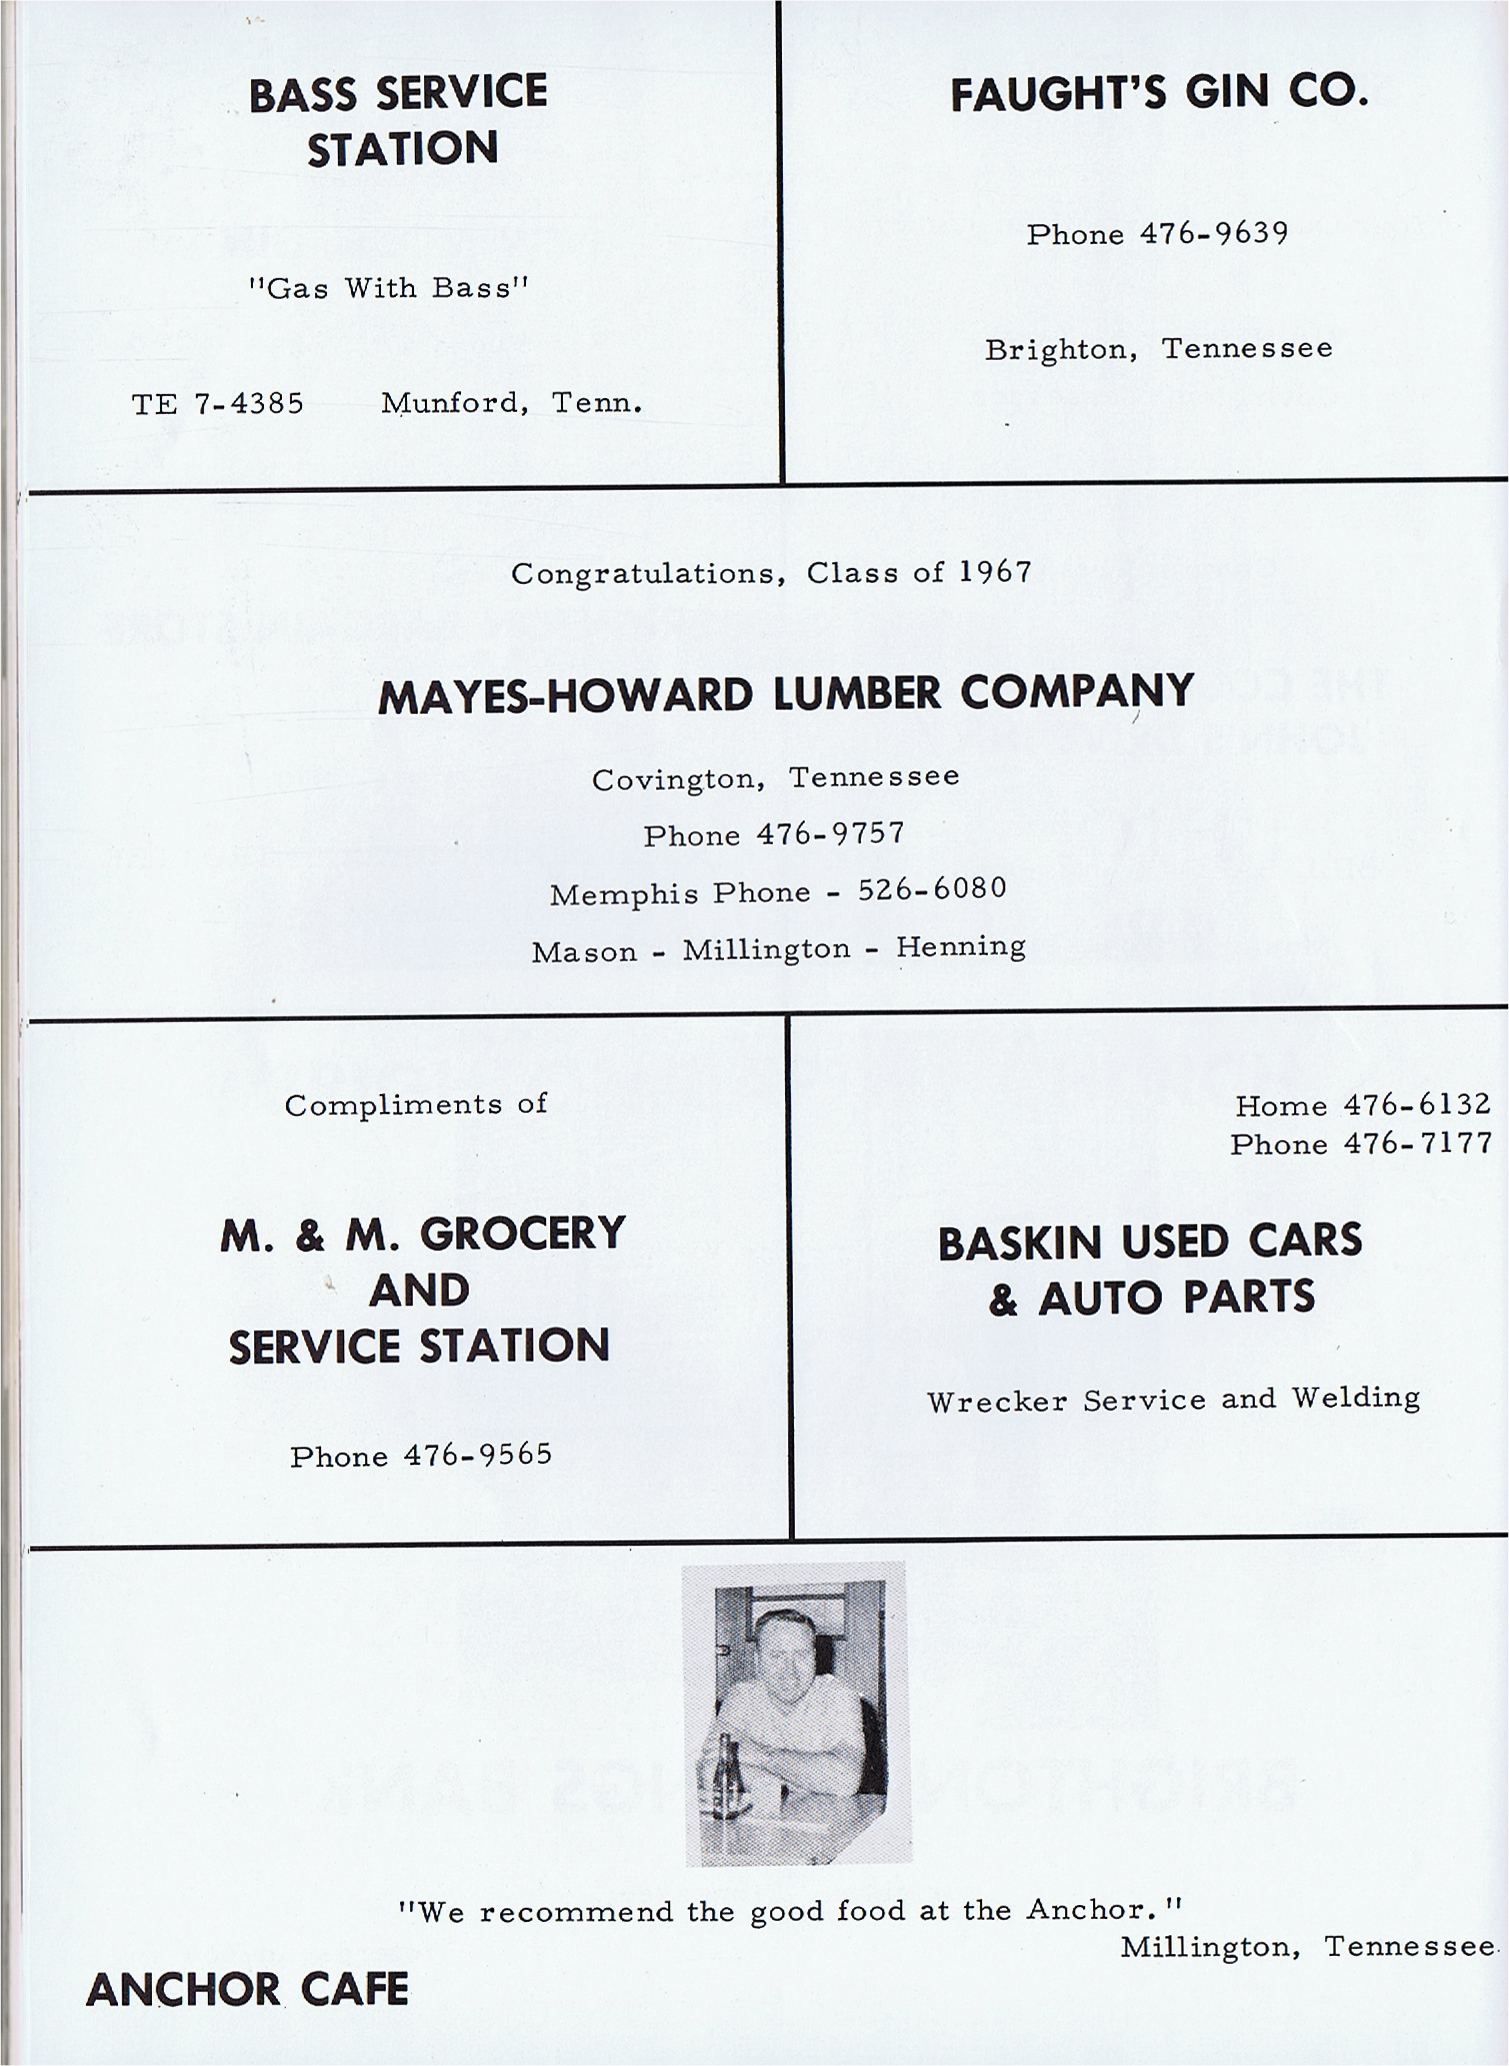 BASS SERVICE
STATION
"Gas With Bass"
TE 7-4385 Munford, Tenn.
FAUGHT'S GIN CO.
Phone 476-9639
Brighton, Tennessee
Congratulations, Class of 1967
MAYES-HOWARD LUMBER COMPANY
Covington, Tennessee
Phone 476-9757
Memphis Phone - 526-6080
Mason - Millington - Henning
Compliments of
M. & M. GROCERY
AND
SERVICE STATION
Phone 476-9565
Home 476-6132
Phone 476-7177
BASKIN USED CARS
& AUTO PARTS
Wrecker Service and Welding
"We recommend the good food at the Anchor."
Millington, Tennessee
ANCHOR CAFE